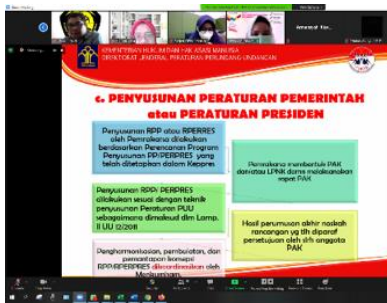 KEMENTERIAN HUKUM DAN HAK ASASI MANUSIA
DIREKTORAT JENDERAL PERATURAN PERUNDANG-UNDANGAN
c. PENYUSUNAN PERATURAN PEMERINTAH
atau PERATURAN PRESIDEN
Penyusunan RPP atau RPERPRES
oleh Pemrakarsa dilakukan
berdasarkan Perencanan Program
Penyusunan PP/PERPRES yang
telah ditetapkan dalam Keppres
Pemrakarsa membentuk PAK
dan/atau LPNK
rapat PAK
Penyusunan RPP/ PERPRES
dilakukan sesuai dengan teknik
penyusunan Peraturan PUU
sebagaimana dimaksud dlm Lamp.
II UU 12/2011
Hasil perumusan akhir naskah
rancangan yg tlh diparaf
persetujuan oleh slrh anggota
PAK
Pengharmonisasian, pembulatan, dan
pemantapan konsepsi
RPP/RPERPRES dikoordinasikan oleh
Menkumham.